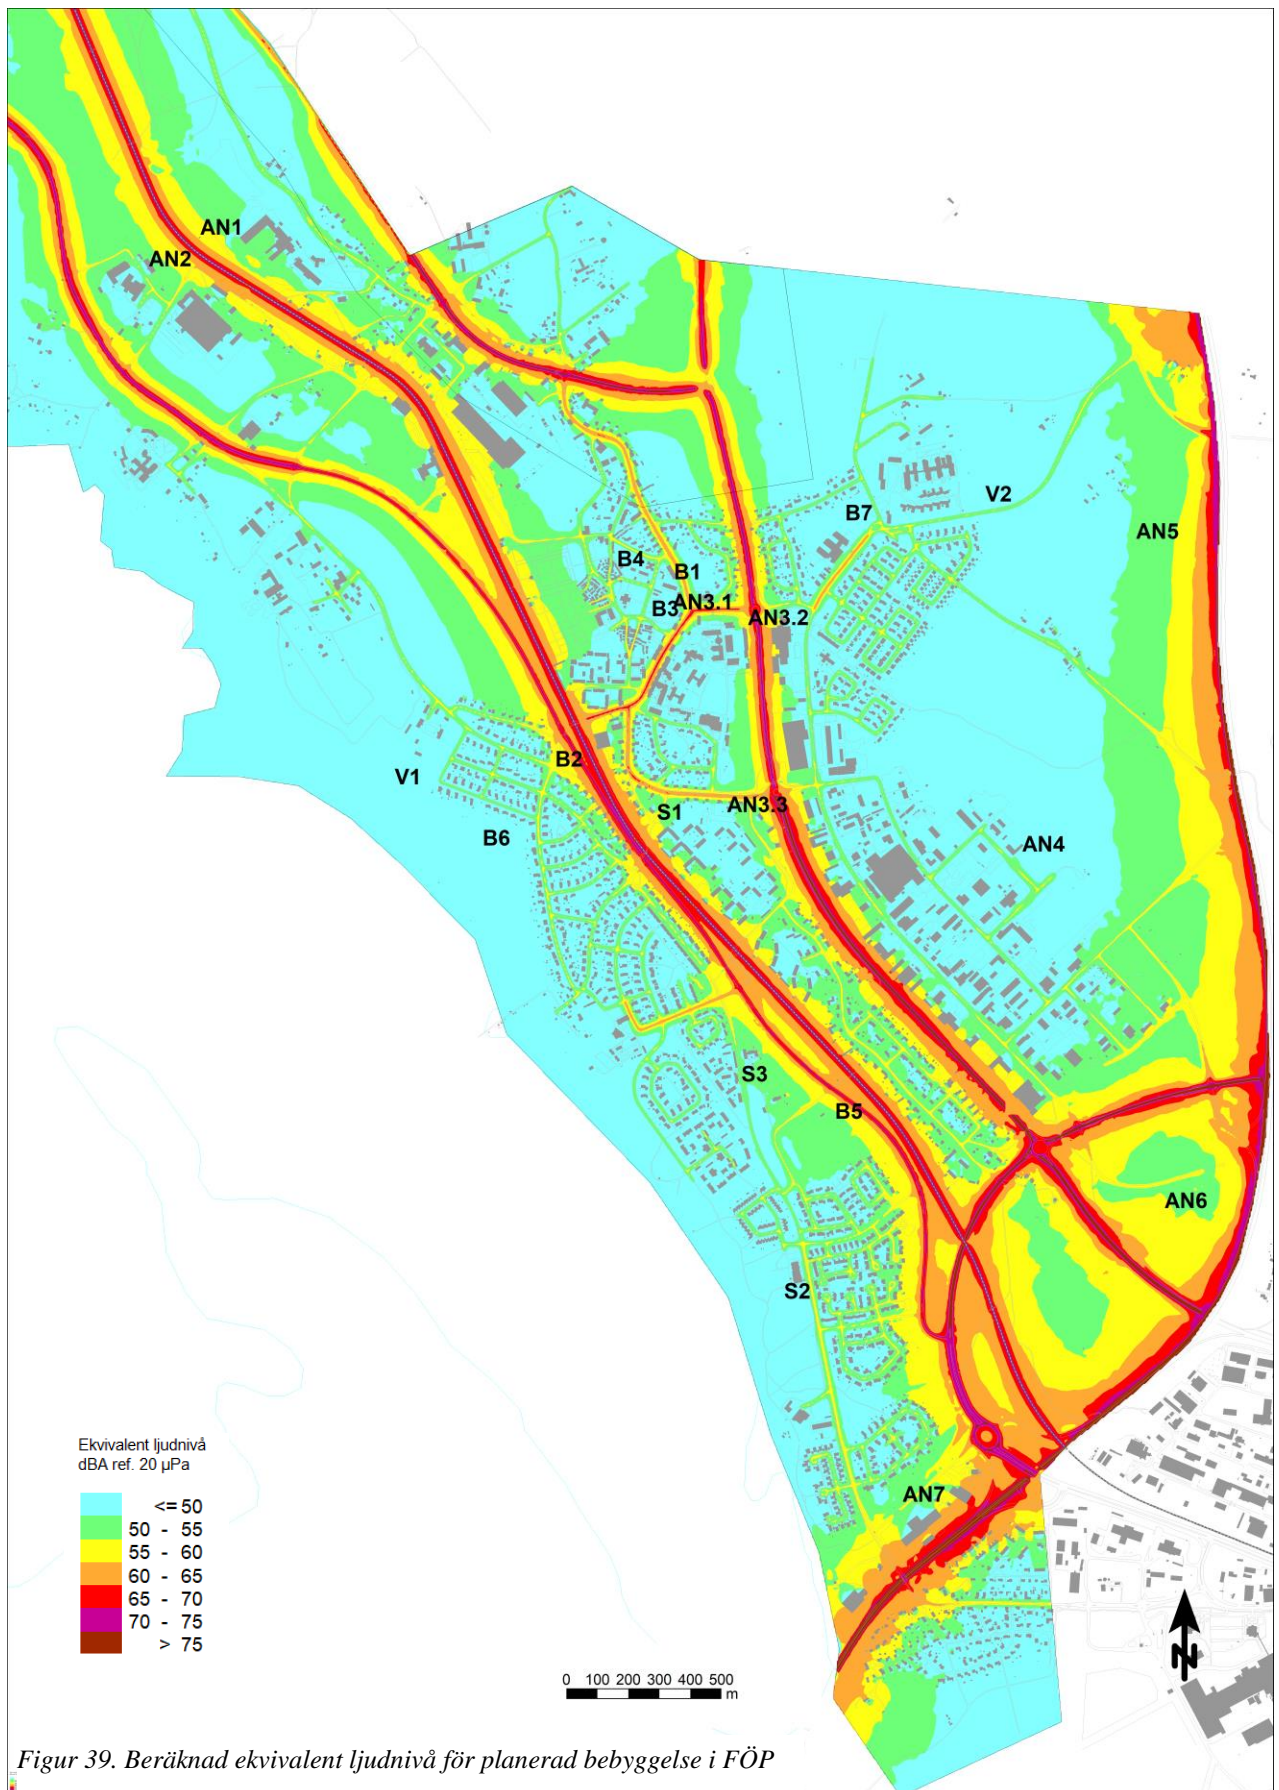 AN1
AN2
V2
B7
AN5
B4
B1
B3
AN3.1
AN3.2
B2
V1
AN3.3
S1
B6
AN4
S3
B5
AN6
S2
AN7
Ekvivalent ljudnivå
dBA ref. 20 µPa
<= 50
50 - 55
55 - 60
60 - 65
65 - 70
70 - 75
> 75
0 100 200 300 400 500
m
N
Figur 39. Beräknad ekvivalent ljudnivå för planerad bebyggelse i FÖP